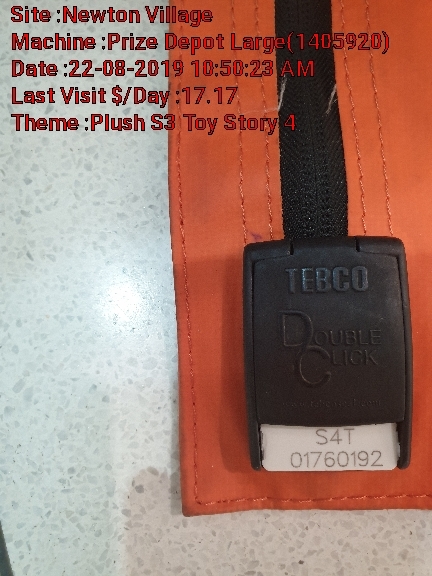 Site :Newton Village
Machine :Prize Depot Large(1405920)
Date :22-08-2019 10:50:23 AM
Last Visit $/Day :17.17
Theme :Plush S3 Toy Story 4
TEBCO
DOUBLE
CLICK
S4T
01760192